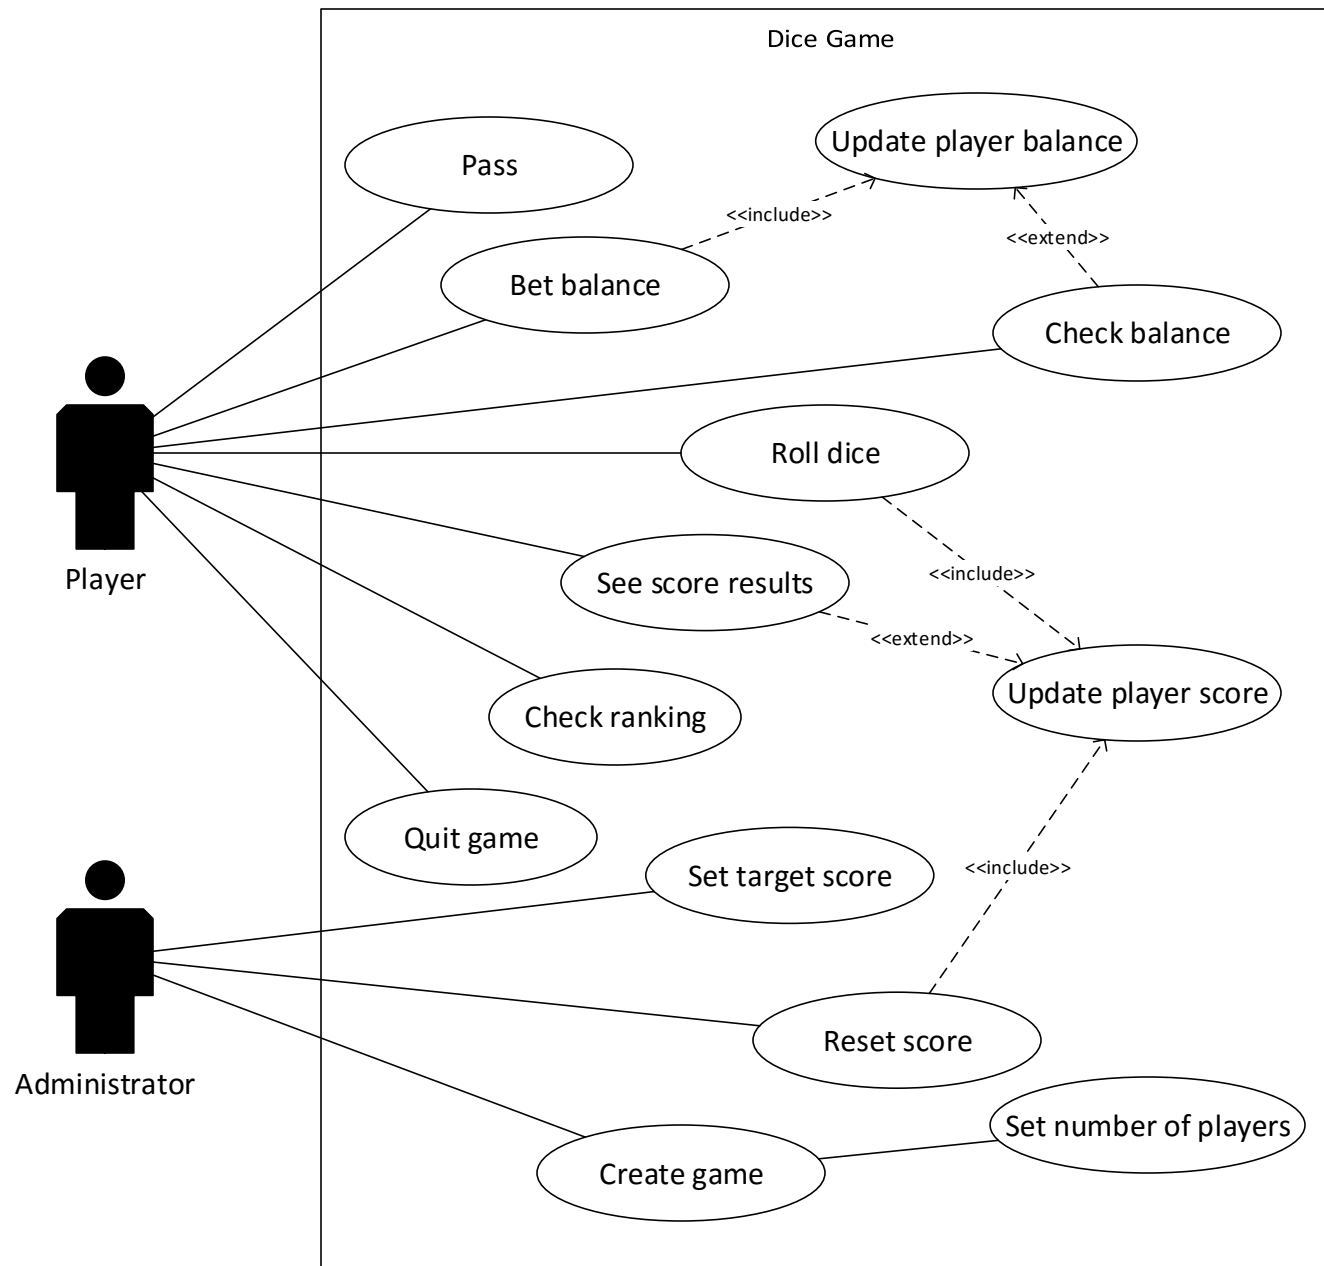 Dice Game
Pass
Update player balance
<<include>>
<<extend>>
Bet balance
Check balance
Roll dice
Player
See score results
<<include>>
<<extend>>
Update player score
Check ranking
Quit game
Set target score
<<include>>
Administrator
Reset score
Set number of players
Create game